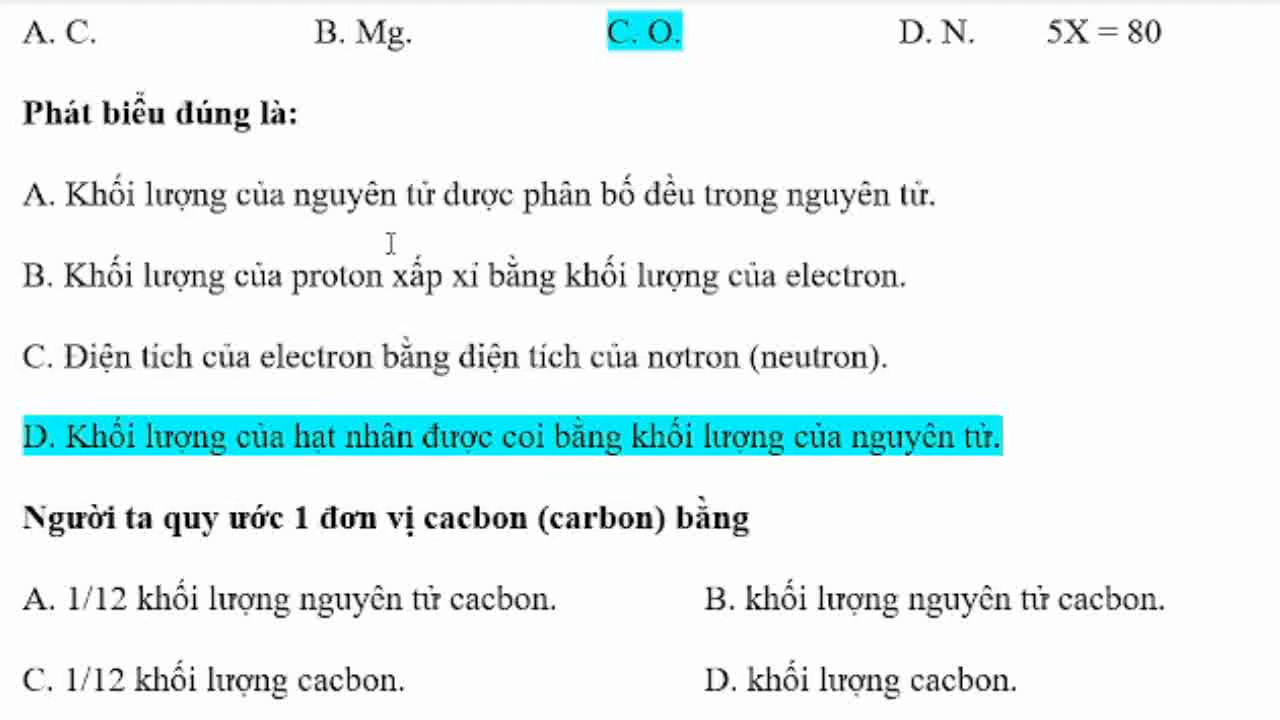 A. C. B. Mg. C. O. D. N. 5X = 80
Phát biểu đúng là:
A. Khối lượng của nguyên tử được phân bố đều trong nguyên tử.
B. Khối lượng của proton xấp xỉ bằng khối lượng của electron.
C. Điện tích của electron bằng điện tích của nơtron (neutron).
D. Khối lượng của hạt nhân được coi bằng khối lượng của nguyên tử.
Người ta quy ước 1 đơn vị cacbon (carbon) bằng
A. 1/12 khối lượng nguyên tử cacbon. B. khối lượng nguyên tử cacbon.
C. 1/12 khối lượng cacbon. D. khối lượng cacbon.